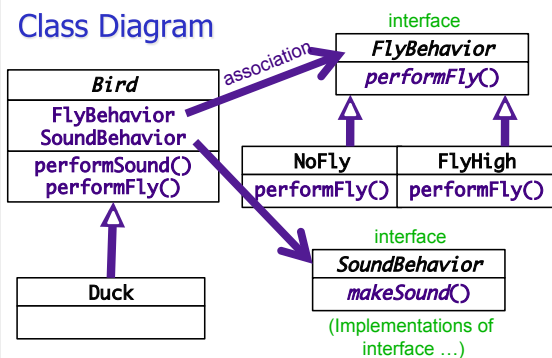 Class Diagram
Bird
FlyBehavior
SoundBehavior
performSound()
performFly()
Duck
association
interface
FlyBehavior
performFly()
NoFly
performFly()
FlyHigh
performFly()
interface
SoundBehavior
makeSound()
(Implementations of
interface …)